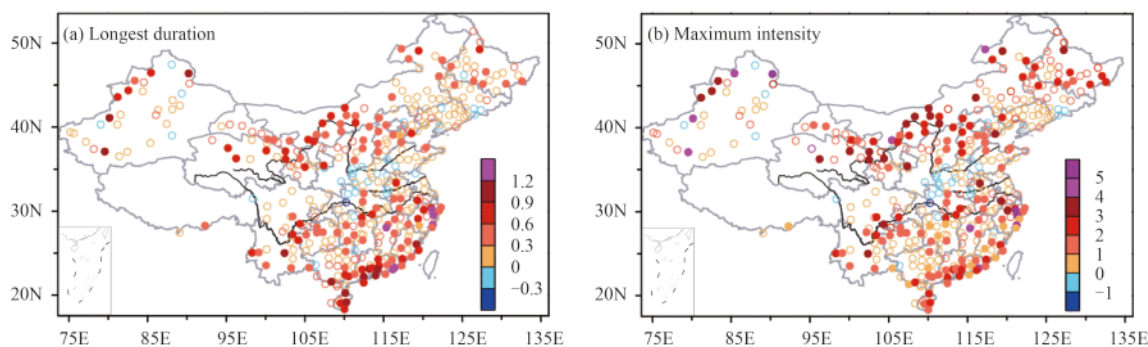 (a) Longest duration
50N
40N
30N
20N
1.2
0.9
0.6
0.3
0
−0.3
75E 85E 95E 105E 115E 125E 135E
(b) Maximum intensity
50N
40N
30N
20N
5
4
3
2
1
0
−1
75E 85E 95E 105E 115E 125E 135E